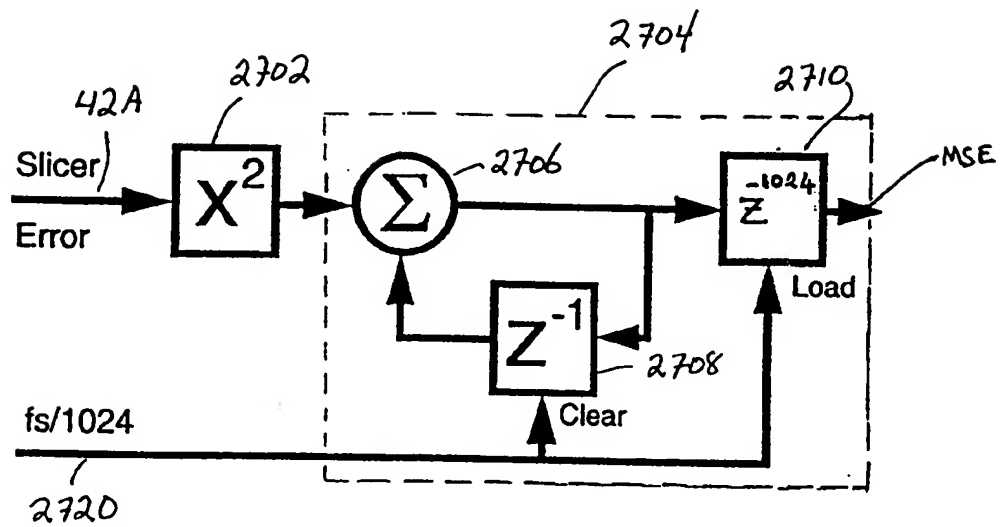 2704
2702
2710
42A
Slicer
Error
X²
Σ
2706
z⁻¹⁰²⁴
MSE
Load
Z⁻¹
2708
Clear
fs/1024
2720